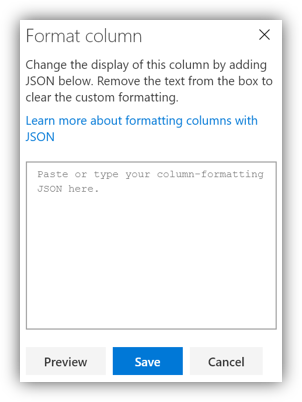 Format column
Change the display of this column by adding
JSON below. Remove the text from the box to
clear the custom formatting.
Learn more about formatting columns with
JSON
Paste or type your column-formatting
JSON here.
Preview
Save
Cancel